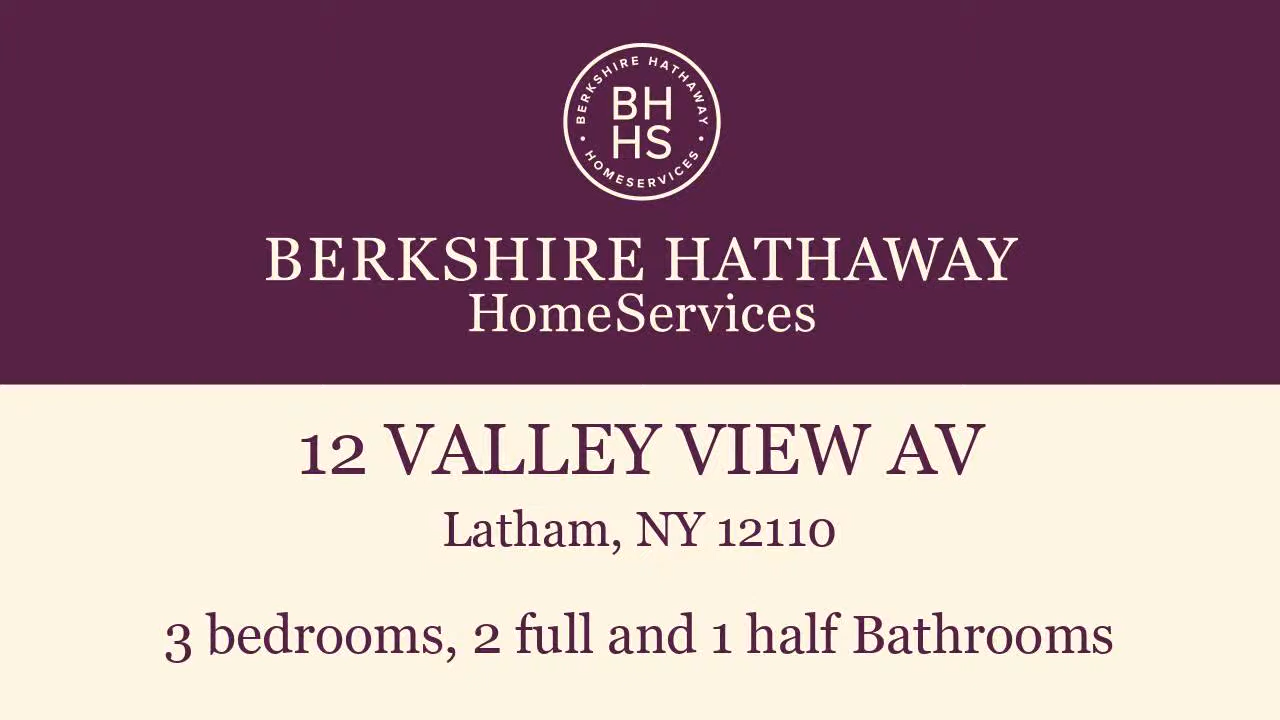 BERKSHIRE HATHAWAY
BH
HS
HOMESERVICES
BERKSHIRE HATHAWAY
HomeServices
12 VALLEY VIEW AV
Latham, NY 12110
3 bedrooms, 2 full and 1 half Bathrooms